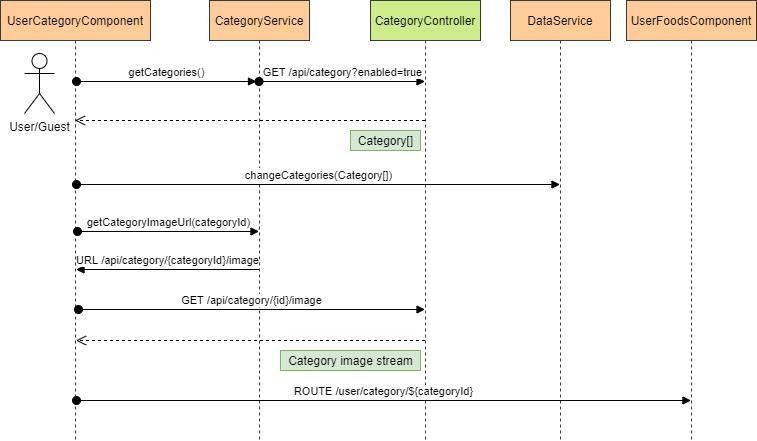 UserCategoryComponent
CategoryService
CategoryController
DataService
UserFoodsComponent
User/Guest
getCategories()
GET /api/category?enabled=true
Category[]
changeCategories(Category[])
getCategoryImageUrl(categoryId)
URL /api/category/{categoryId}/image
GET /api/category/{id}/image
Category image stream
ROUTE /user/category/${categoryId}